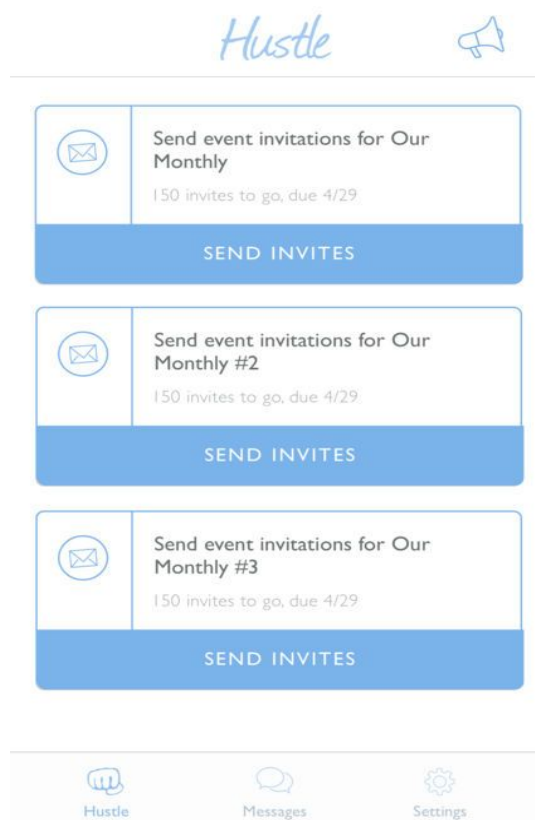 Hustle
Send event invitations for Our
Monthly
150 invites to go, due 4/29
SEND INVITES
Send event invitations for Our
Monthly #2
150 invites to go, due 4/29
SEND INVITES
Send event invitations for Our
Monthly #3
150 invites to go, due 4/29
SEND INVITES
Hustle
Messages
Settings